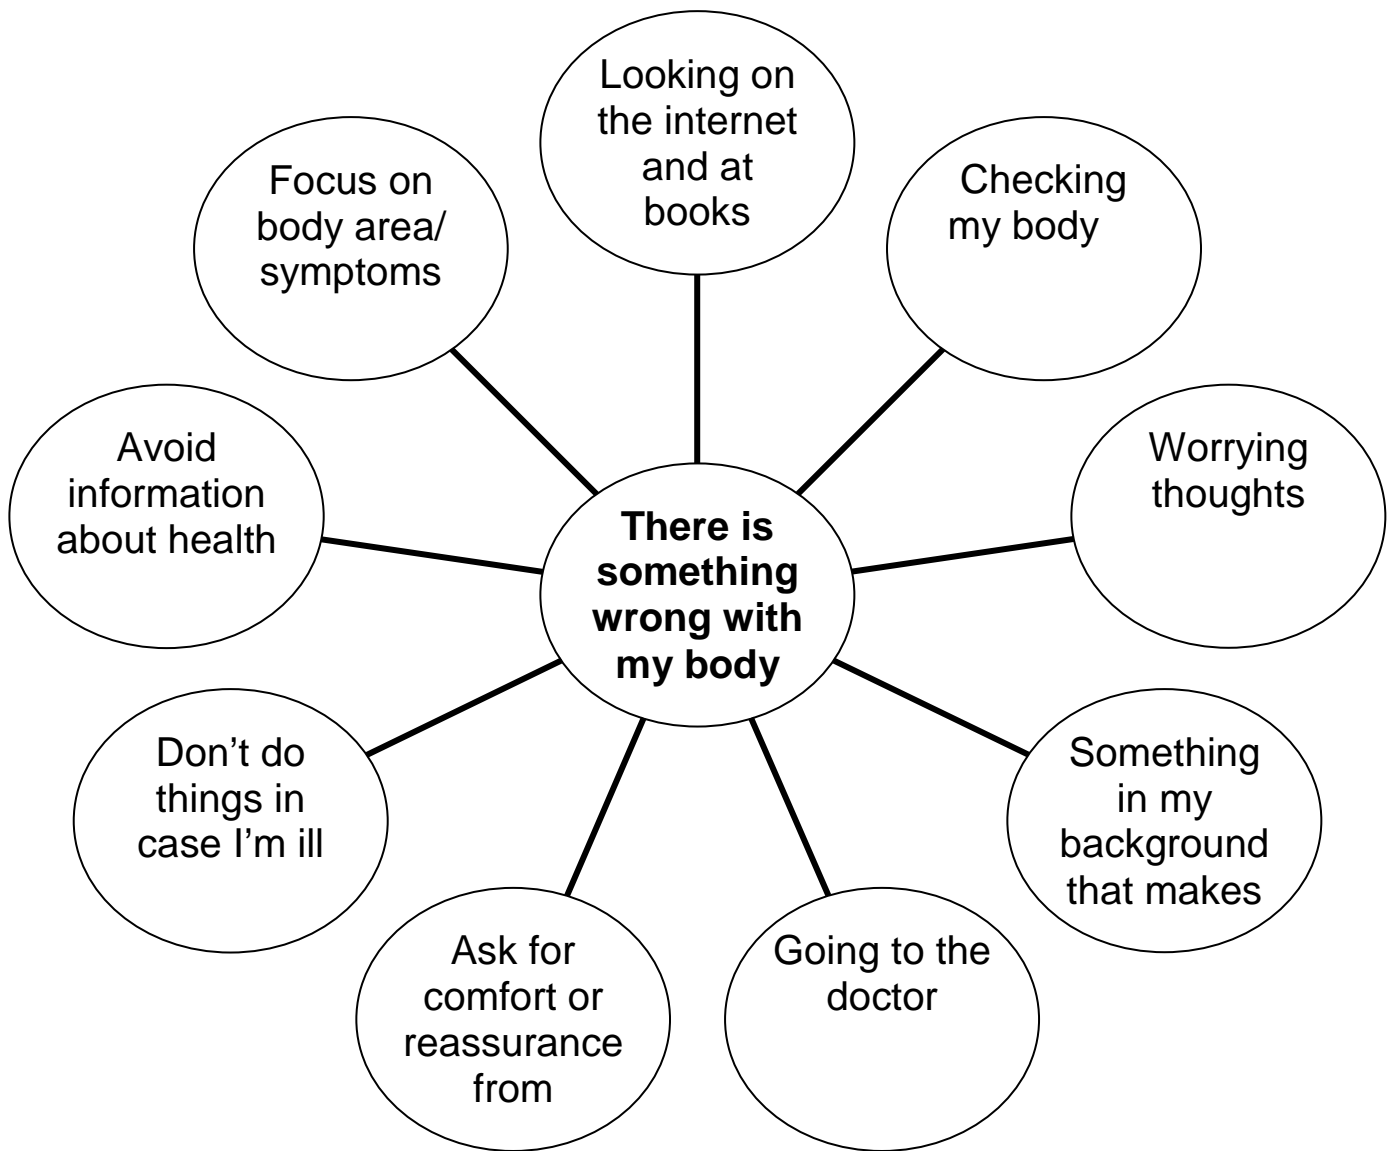 Looking on
the internet
and at
books
Checking
my body
Worrying
thoughts
Something
in my
background
that makes
Going to the
doctor
Ask for
comfort or
reassurance
from
Don’t do
things in
case I’m ill
Avoid
information
about health
Focus on
body area/
symptoms
There is
something
wrong with
my body